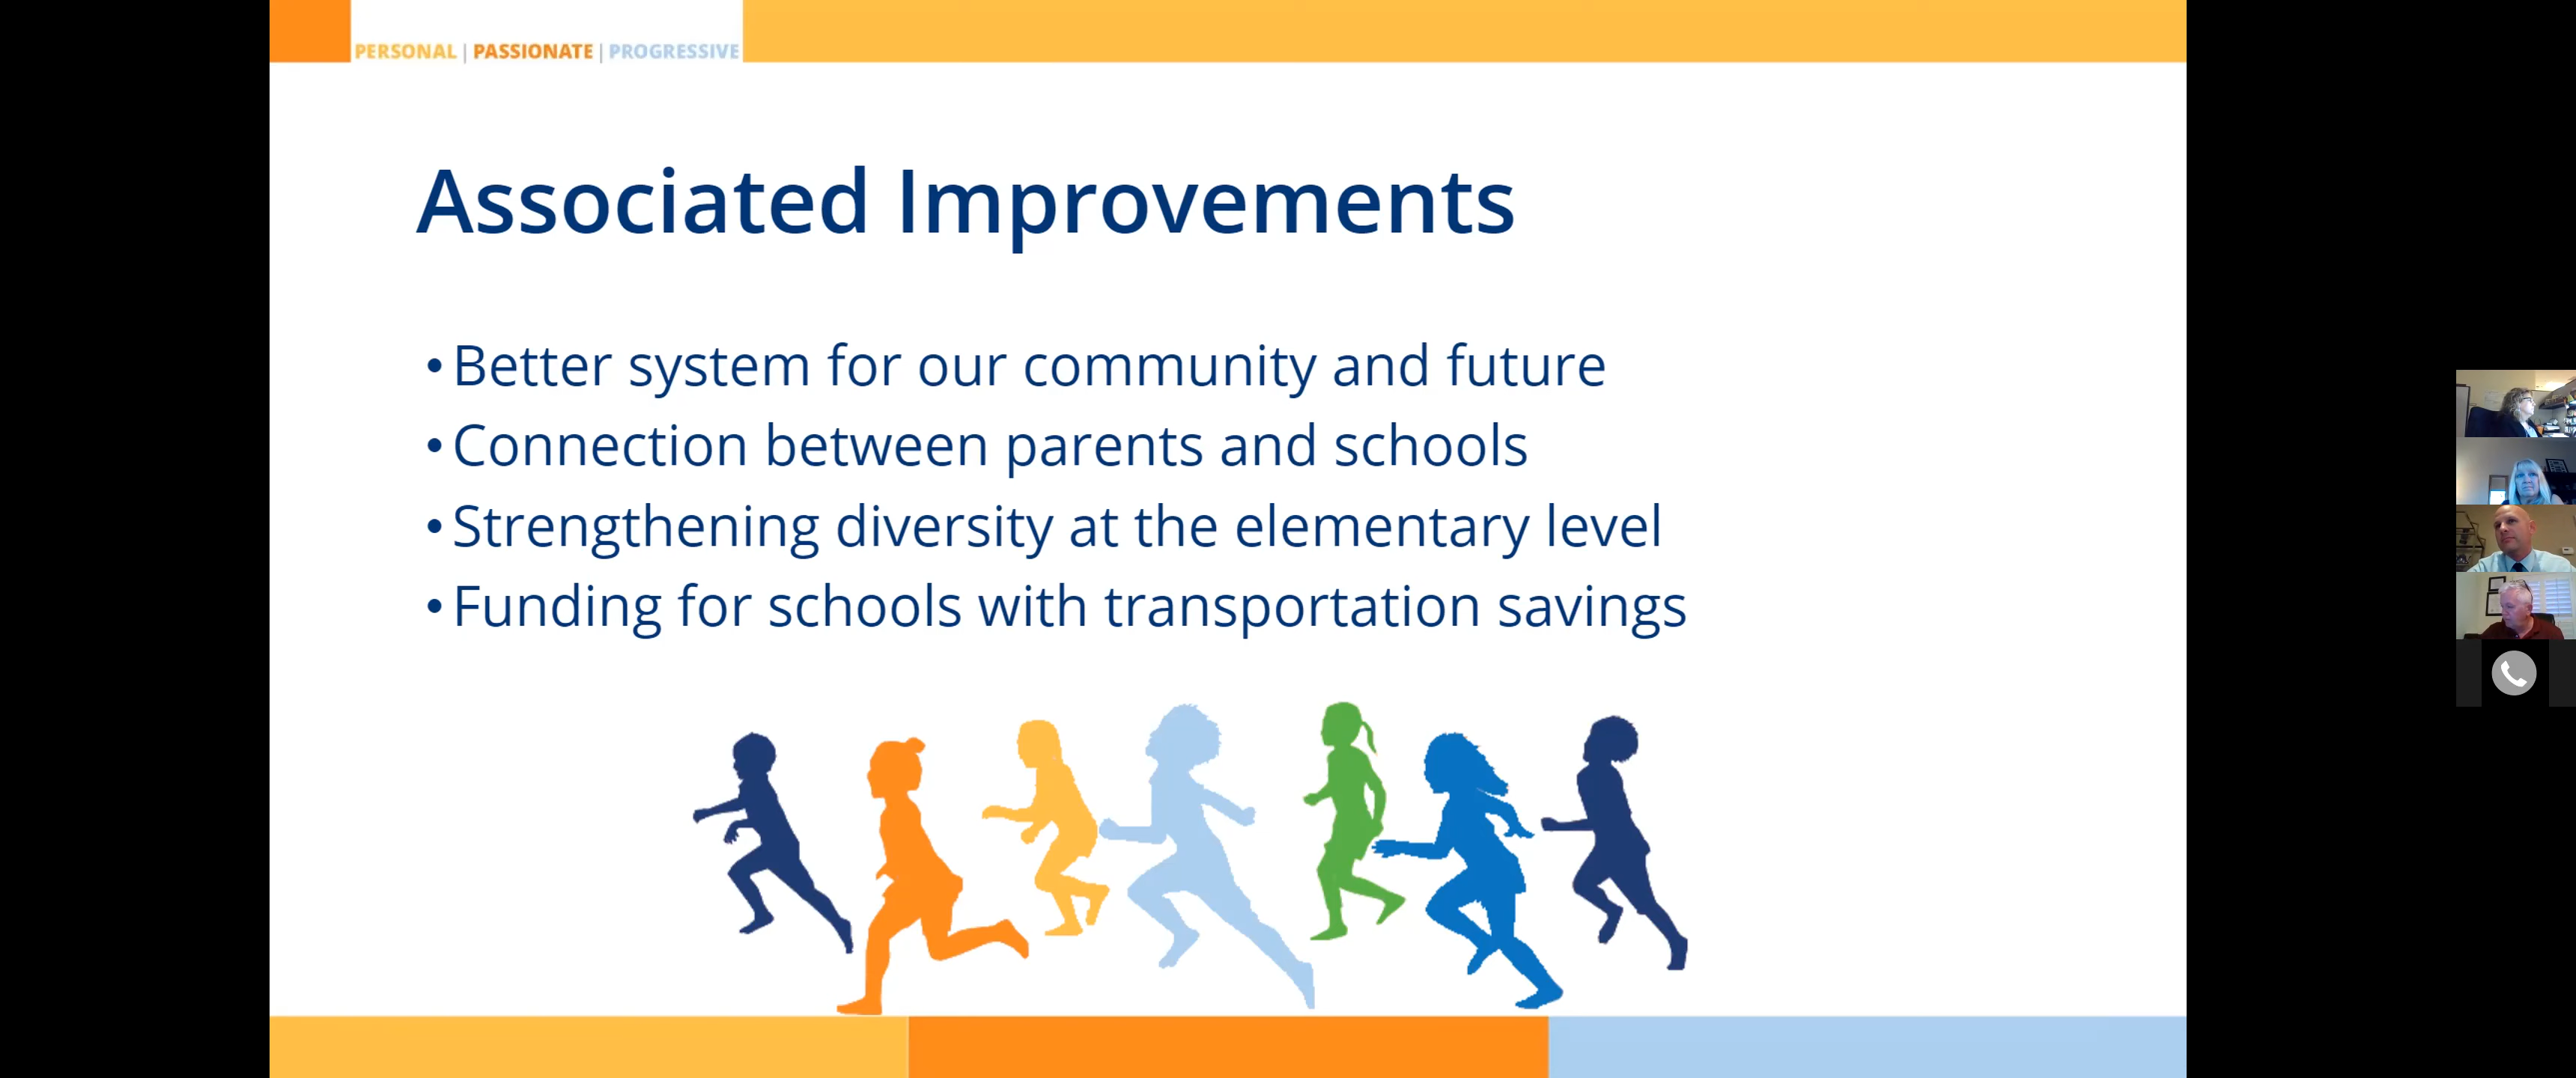 PERSONAL | PASSIONATE | PROGRESSIVE
Associated Improvements
• Better system for our community and future
• Connection between parents and schools
• Strengthening diversity at the elementary level
• Funding for schools with transportation savings